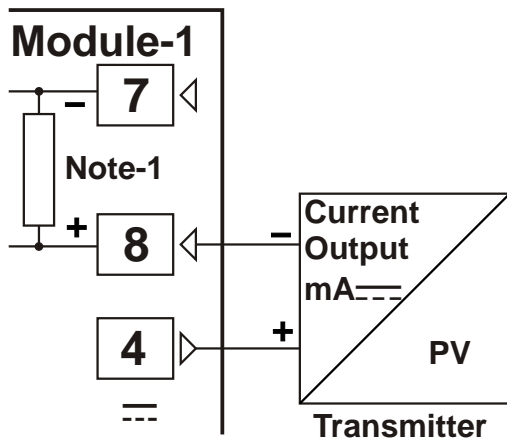 Module-1
7
−
Note-1
+
8
4
−
+
Current
Output
mA
PV
Transmitter